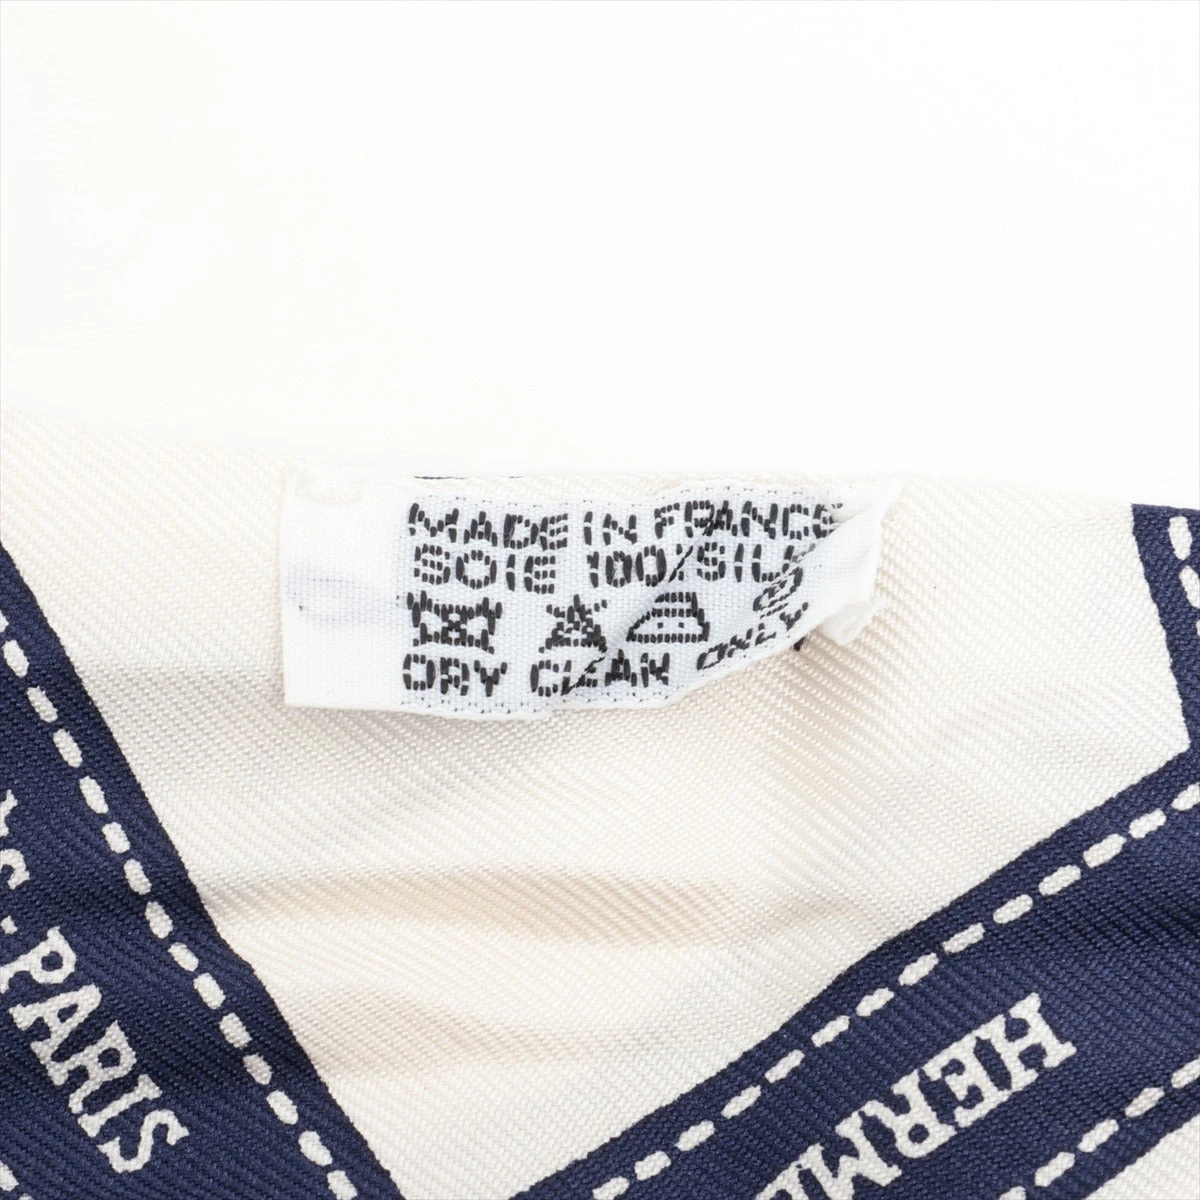 MADE IN FRANCE
SOIE 100% SILK
DRY CLEAN ONLY
PARIS
HERM